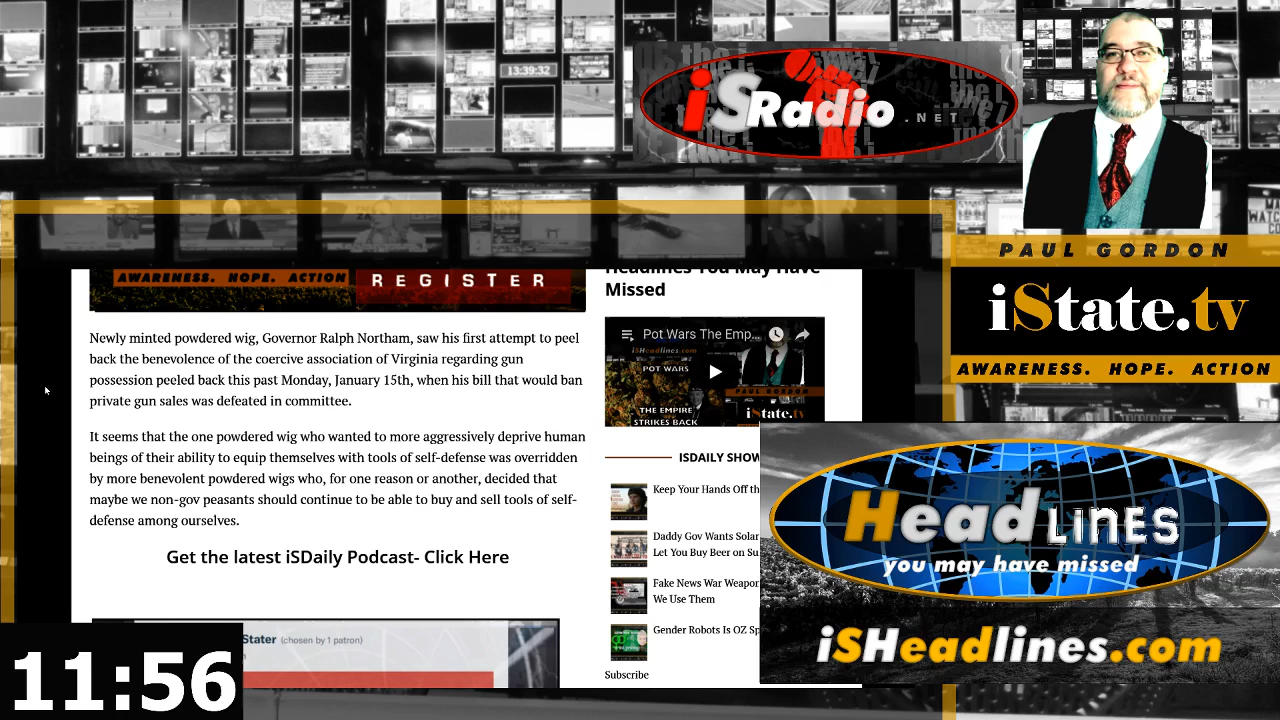 13:39:32
iSRadio
.NET
PAUL GORDON
iState.tv
AWARENESS. HOPE. ACTION
AWARENESS. HOPE. ACTION
REGISTER
Headlines You May Have
Missed
Newly minted powdered wig, Governor Ralph Northam, saw his first attempt to peel
back the benevolence of the coercive association of Virginia regarding gun
possession peeled back this past Monday, January 15th, when his bill that would ban
private gun sales was defeated in committee.
It seems that the one powdered wig who wanted to more aggressively deprive human
beings of their ability to equip themselves with tools of self-defense was overridden
by more benevolent powdered wigs who, for one reason or another, decided that
maybe we non-gov peasants should continue to be able to buy and sell tools of self-
defense among ourselves.
Get the latest iSDaily Podcast- Click Here
Stater (chosen by 1 patron)
11:56
Pot Wars The Emp...
iSHeadlines.com
POT WARS
PAUL GORDON
THE EMPIRE
STRIKES BACK
iState.tv
ISDAILY SHOW
Keep Your Hands Off th
Daddy Gov Wants Solar
Let You Buy Beer on Su
Fake News War Weapon
We Use Them
Gender Robots Is OZ Sp
Subscribe
HeadLINES
you may have missed
iSHeadlines.com